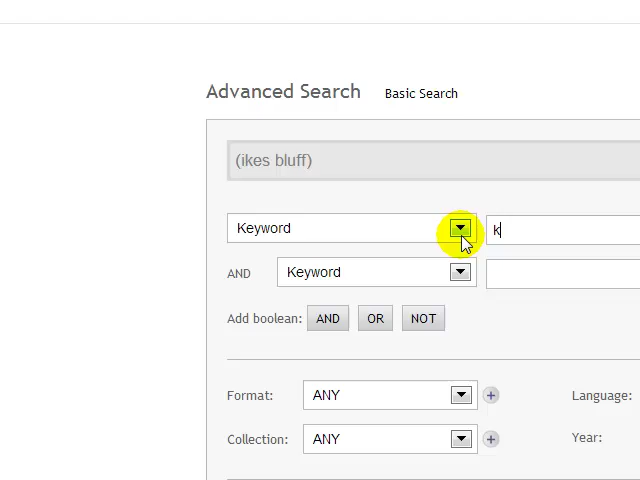 Advanced Search Basic Search
(ikes bluff)
Keyword k
AND Keyword
Add boolean: AND OR NOT
Format: ANY + Language:
Collection: ANY + Year: